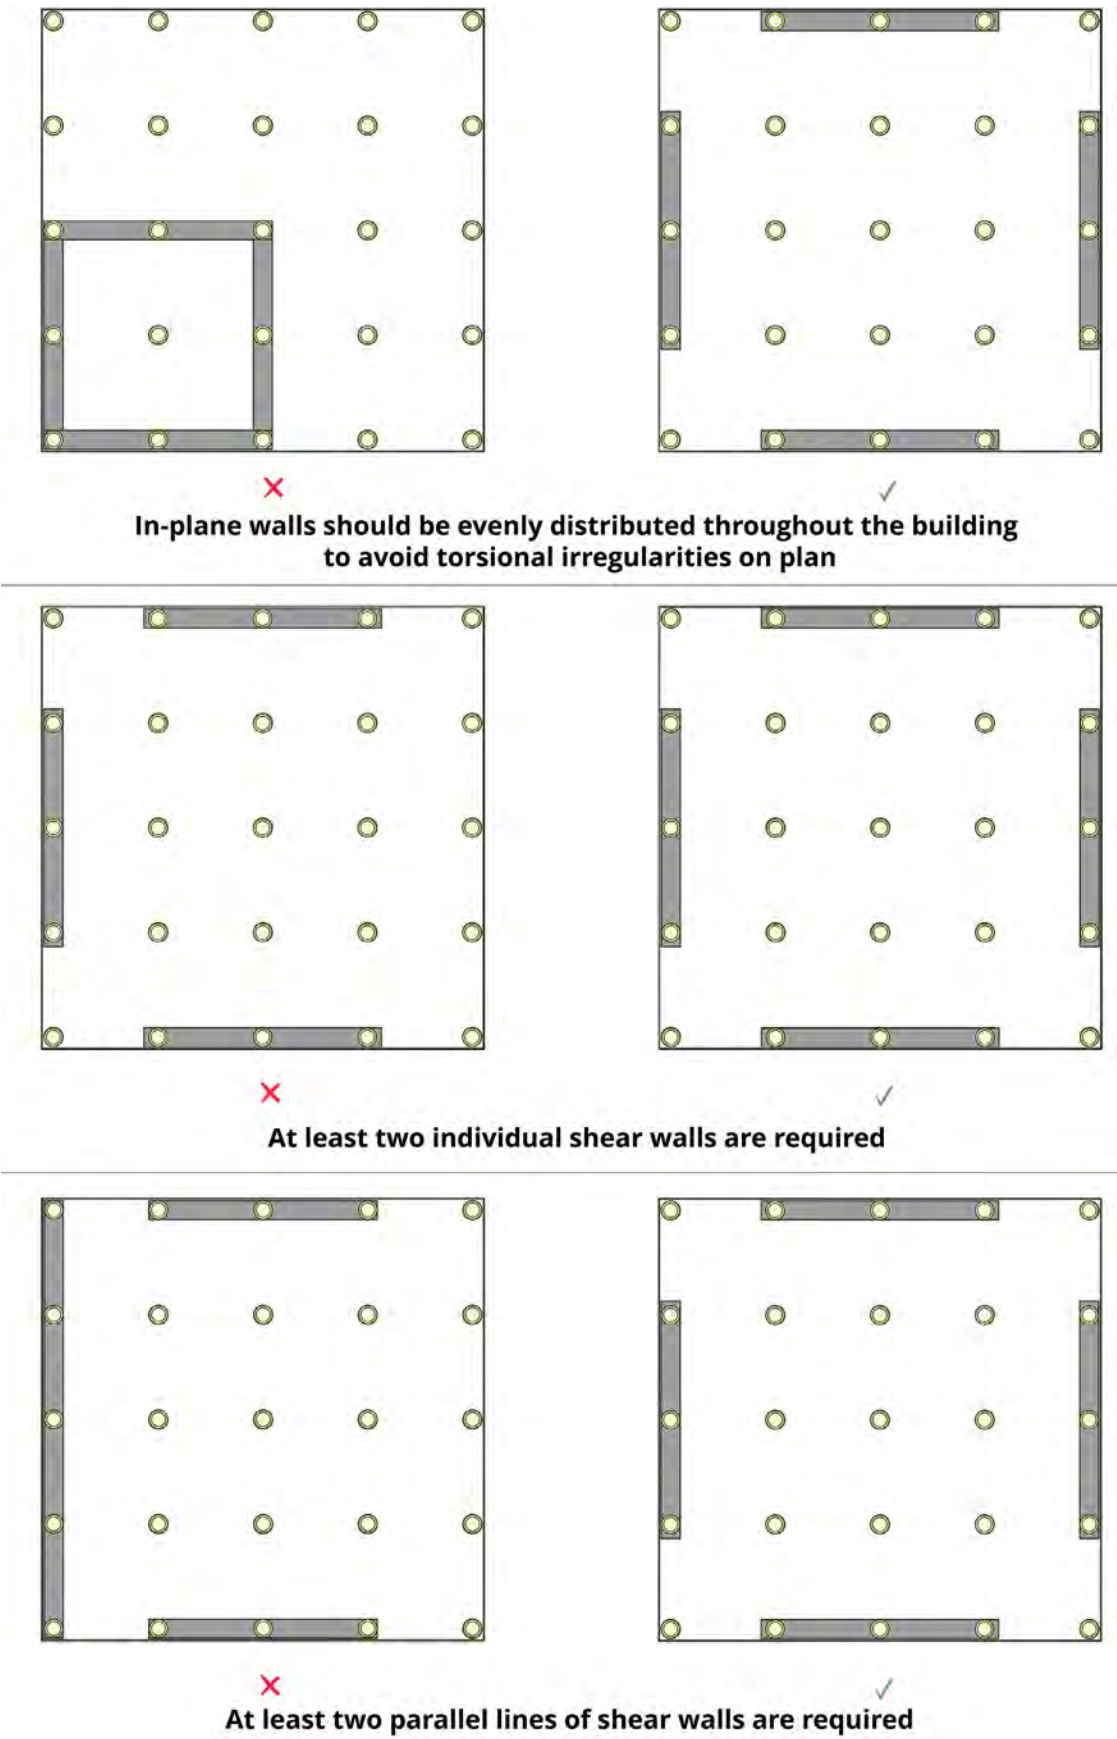 In-plane walls should be evenly distributed throughout the building
to avoid torsional irregularities on plan
At least two individual shear walls are required
At least two parallel lines of shear walls are required